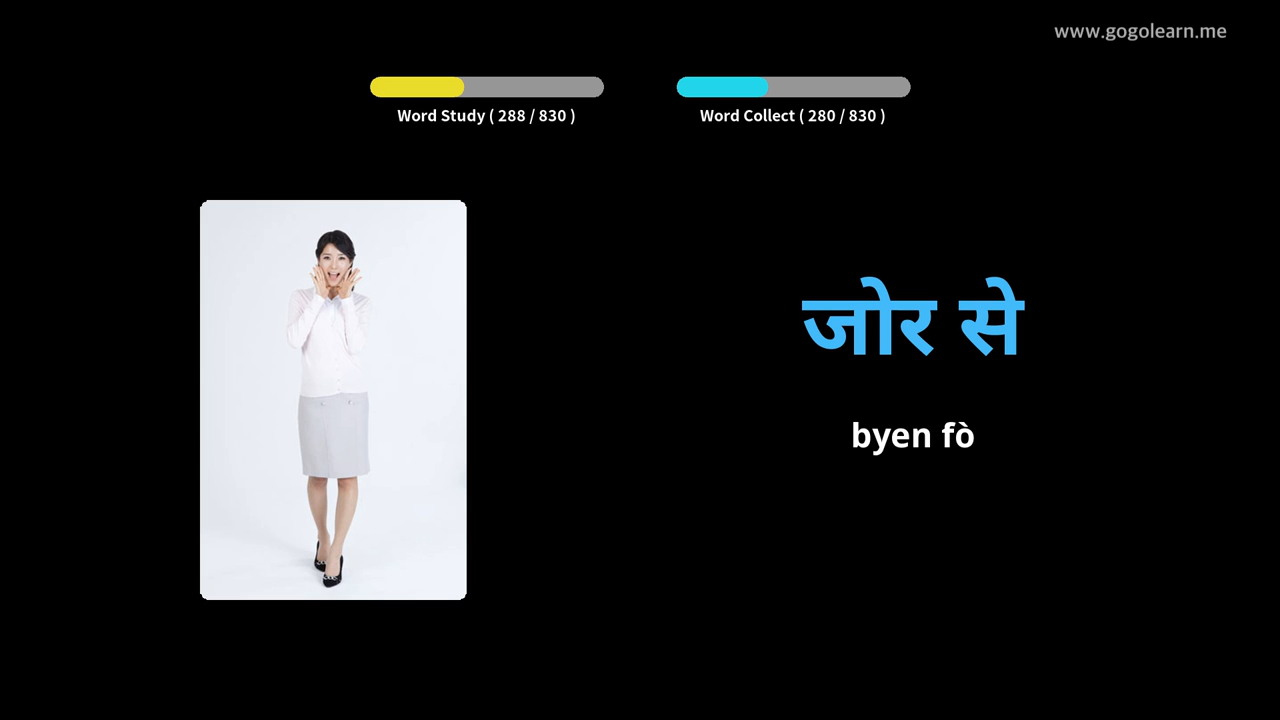 www.gogolearn.me
Word Study ( 288 / 830 )
Word Collect ( 280 / 830 )
जोर से
byen fò